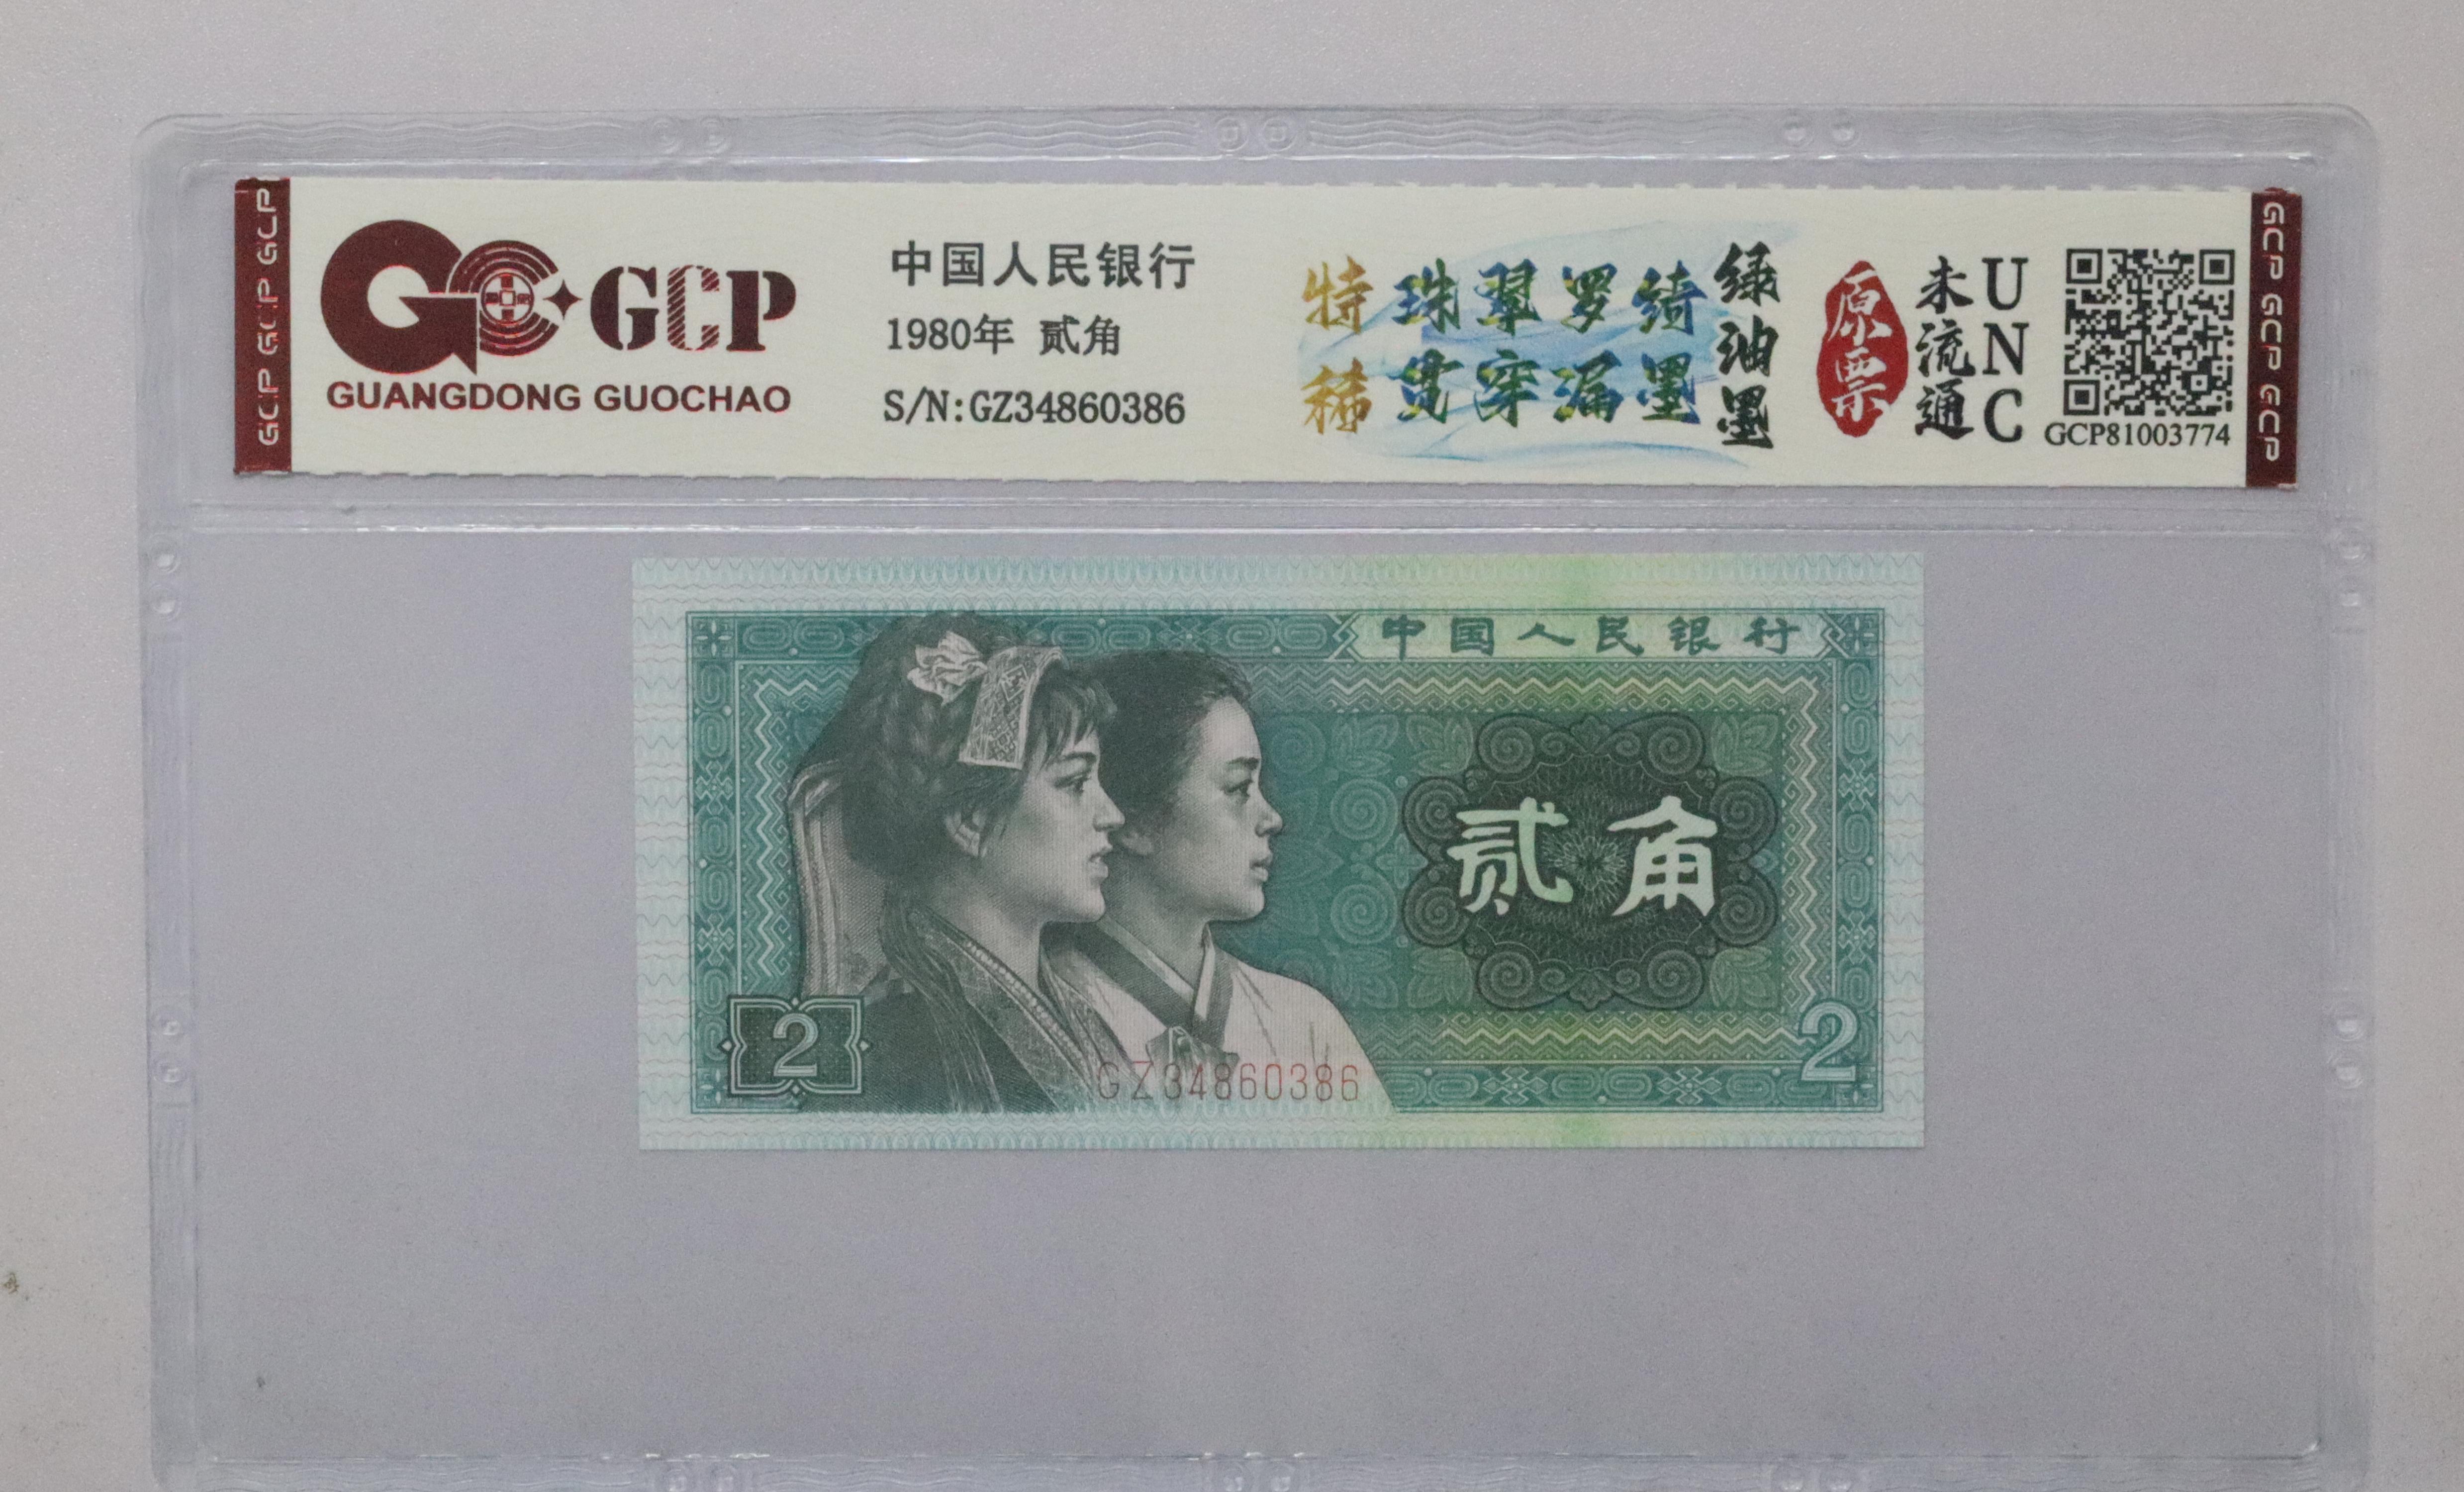 GCP GCP GCP
GC GCP
GUANGDONG GUOCHAO
中国人民银行
1980年 贰角
S/N:GZ34860386
特稀
珠翠罗绮
贯穿漏墨
绿油墨
原票
未流通
UNC
GCP81003774
GCP GCP GCP
中国人民银行
贰角
2
GZ34860386
2